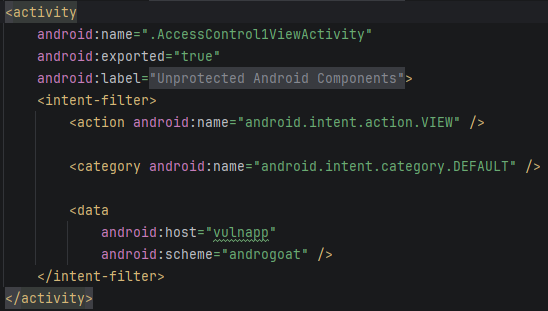 <activity
android:name=".AccessControl1ViewActivity"
android:exported="true"
android:label="Unprotected Android Components">
<intent-filter>
<action android:name="android.intent.action.VIEW" />
<category android:name="android.intent.category.DEFAULT" />
<data
android:host="vulnapp"
android:scheme="androgoat" />
</intent-filter>
</activity>